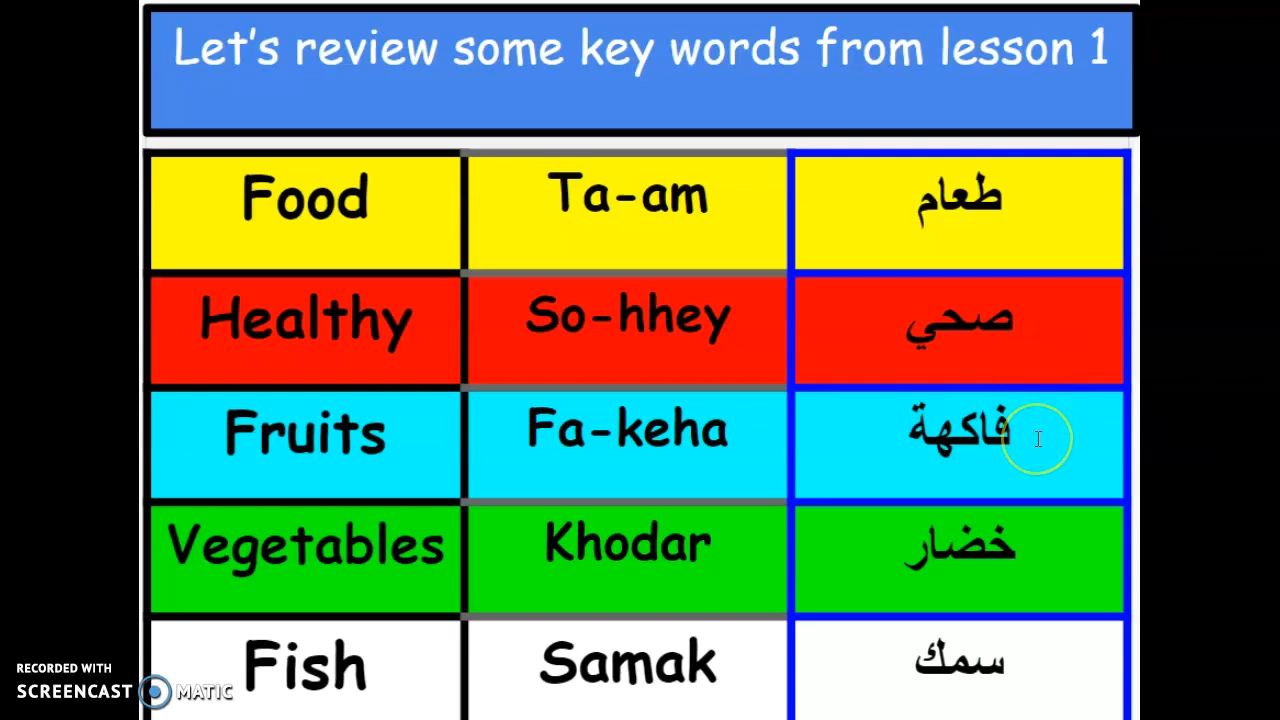 Let's review some key words from lesson 1
Food Ta-am طعام
Healthy So-hhey صحي
Fruits Fa-keha فاكهة
Vegetables Khodar خضار
Fish Samak سمك
RECORDED WITH
SCREENCAST MATIC